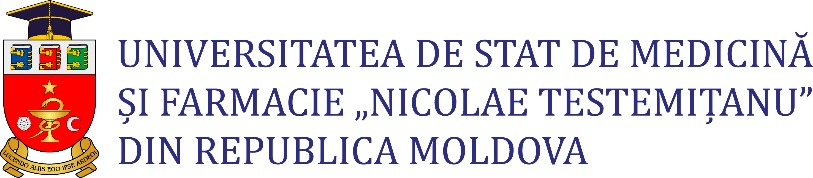 UNIVERSITATEA DE STAT DE MEDICINĂ
ȘI FARMACIE „NICOLAE TESTEMIȚANU”
DIN REPUBLICA MOLDOVA